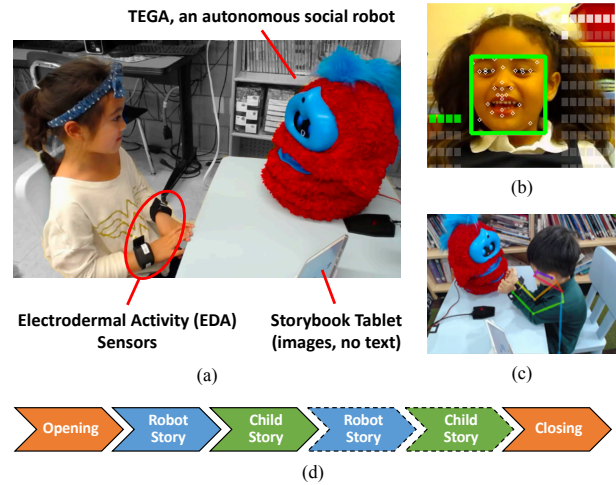 TEGA, an autonomous social robot
(b)
Electrodermal Activity (EDA)
Sensors
Storybook Tablet
(images, no text)
(a)
(c)
Opening
Robot
Story
Child
Story
Robot
Story
Child
Story
Closing
(d)